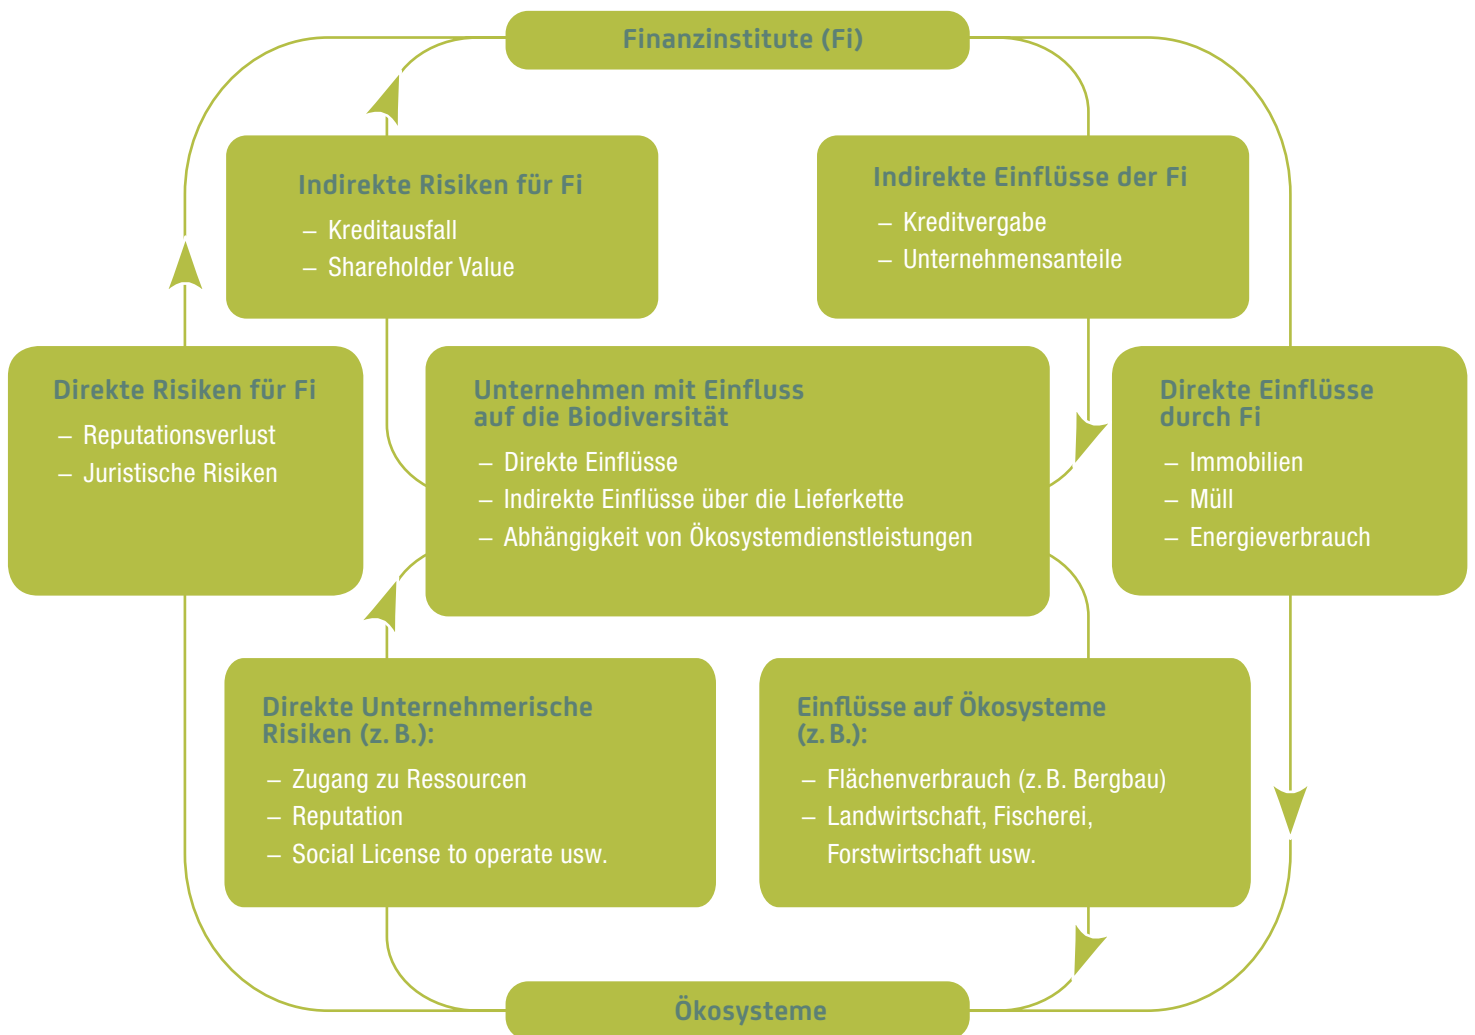 Finanzinstitute (Fi)
Indirekte Risiken für Fi
– Kreditausfall
– Shareholder Value
Indirekte Einflüsse der Fi
– Kreditvergabe
– Unternehmensanteile
Direkte Risiken für Fi
– Reputationsverlust
– Juristische Risiken
Unternehmen mit Einfluss
auf die Biodiversität
– Direkte Einflüsse
– Indirekte Einflüsse über die Lieferkette
– Abhängigkeit von Ökosystemdienstleistungen
Direkte Einflüsse
durch Fi
– Immobilien
– Müll
– Energieverbrauch
Direkte Unternehmerische
Risiken (z. B.):
– Zugang zu Ressourcen
– Reputation
– Social License to operate usw.
Einflüsse auf Ökosysteme
(z. B.):
– Flächenverbrauch (z. B. Bergbau)
– Landwirtschaft, Fischerei,
Forstwirtschaft usw.
Ökosysteme